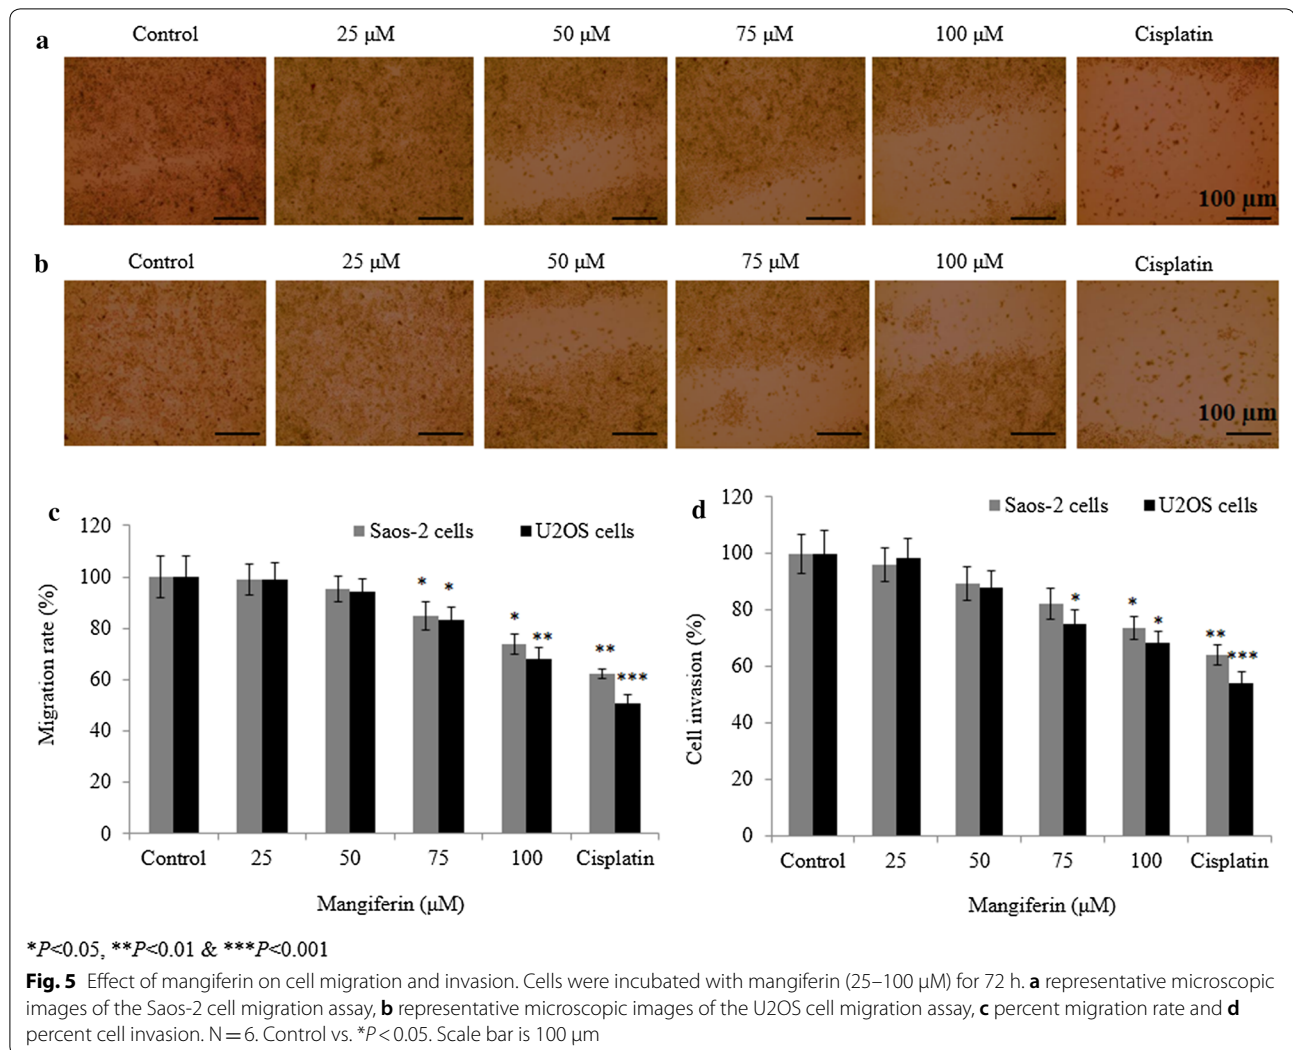 a
Control 25 μM 50 μM 75 μM 100 μM Cisplatin
100 μm
b
Control 25 μM 50 μM 75 μM 100 μM Cisplatin
100 μm
c
Saos-2 cells U2OS cells
Migration rate (%)
120
100
80
60
40
20
0
* *
* **
** ***
Control 25 50 75 100 Cisplatin
Mangiferin (μM)
d
Saos-2 cells U2OS cells
Cell invasion (%)
120
100
80
60
40
20
0
*
* *
** ***
Control 25 50 75 100 Cisplatin
Mangiferin (μM)
*P<0.05, **P<0.01 & ***P<0.001
Fig. 5 Effect of mangiferin on cell migration and invasion. Cells were incubated with mangiferin (25–100 μM) for 72 h. a representative microscopic
images of the Saos-2 cell migration assay, b representative microscopic images of the U2OS cell migration assay, c percent migration rate and d
percent cell invasion. N = 6. Control vs. *P < 0.05. Scale bar is 100 μm